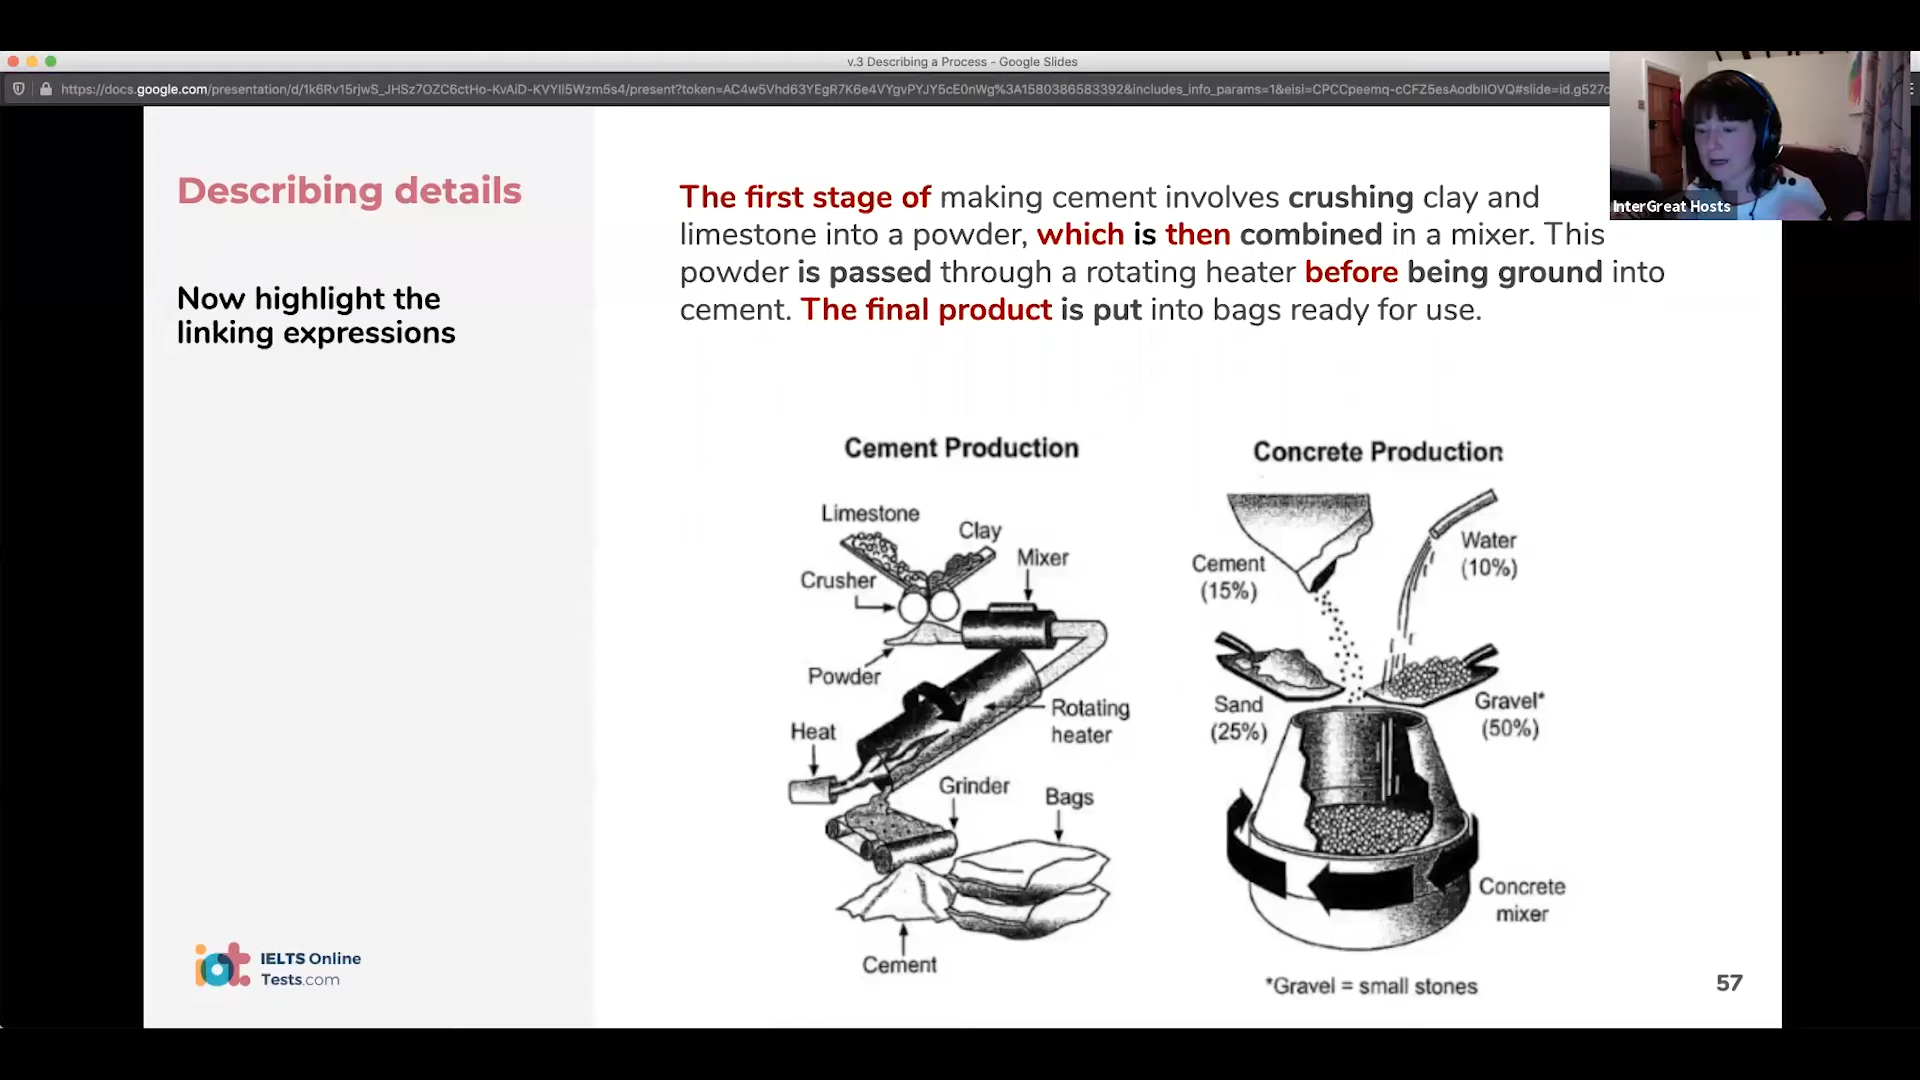 v.3 Describing a Process - Google Slides
InterGreat Hosts
Describing details
Now highlight the
linking expressions
The first stage of making cement involves crushing clay and
limestone into a powder, which is then combined in a mixer. This
powder is passed through a rotating heater before being ground into
cement. The final product is put into bags ready for use.
Cement Production
Limestone
Clay
Mixer
Crusher
Powder
Rotating
heater
Heat
Grinder
Bags
Cement
Concrete Production
Cement
(15%)
Water
(10%)
Sand
(25%)
Gravel*
(50%)
Concrete
mixer
*Gravel = small stones
IELTS Online
Tests.com
57